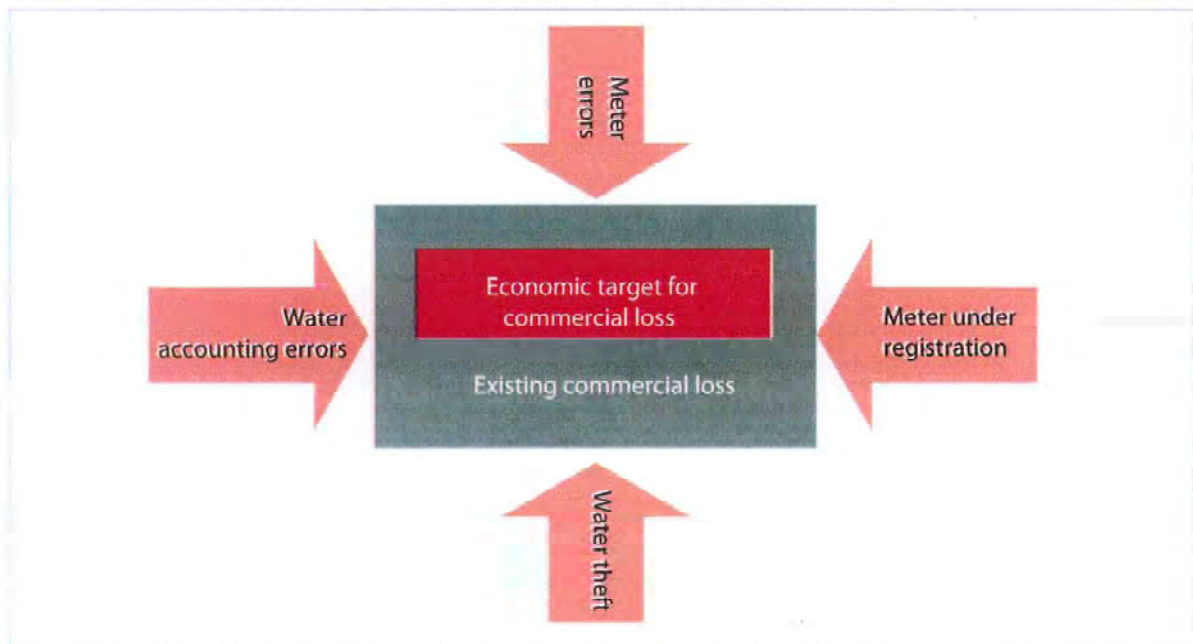 Meter
errors
Economic target for
commercial loss
Water
accounting errors
Meter under
registration
Existing commercial loss
Water theft